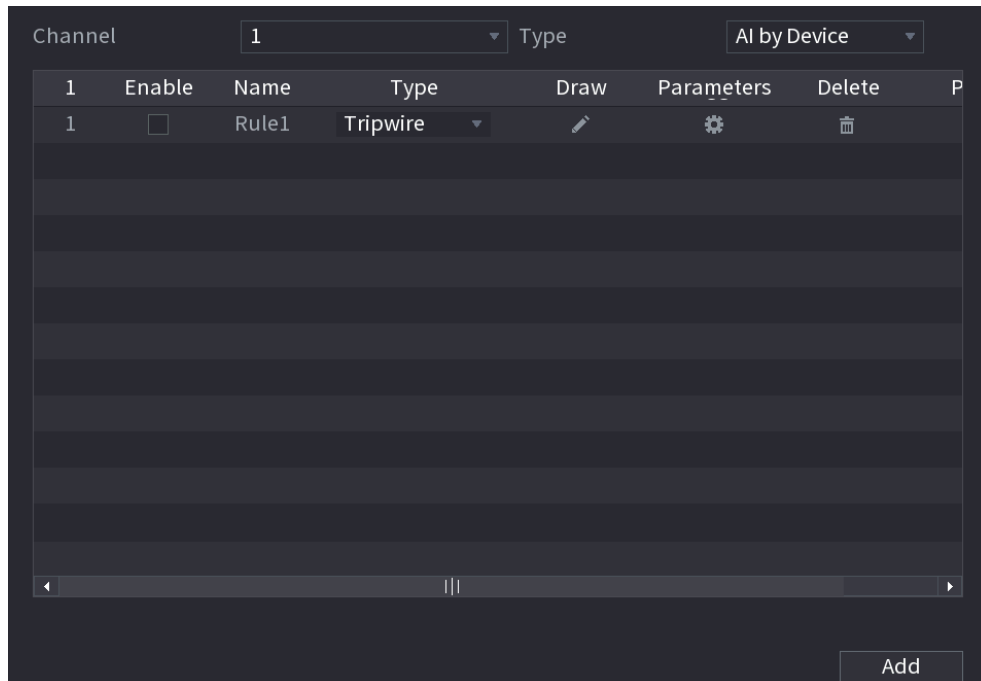 Channel 1 Type AI by Device
1 Enable Name Type Draw Parameters Delete P
1 Rule1 Tripwire
Add